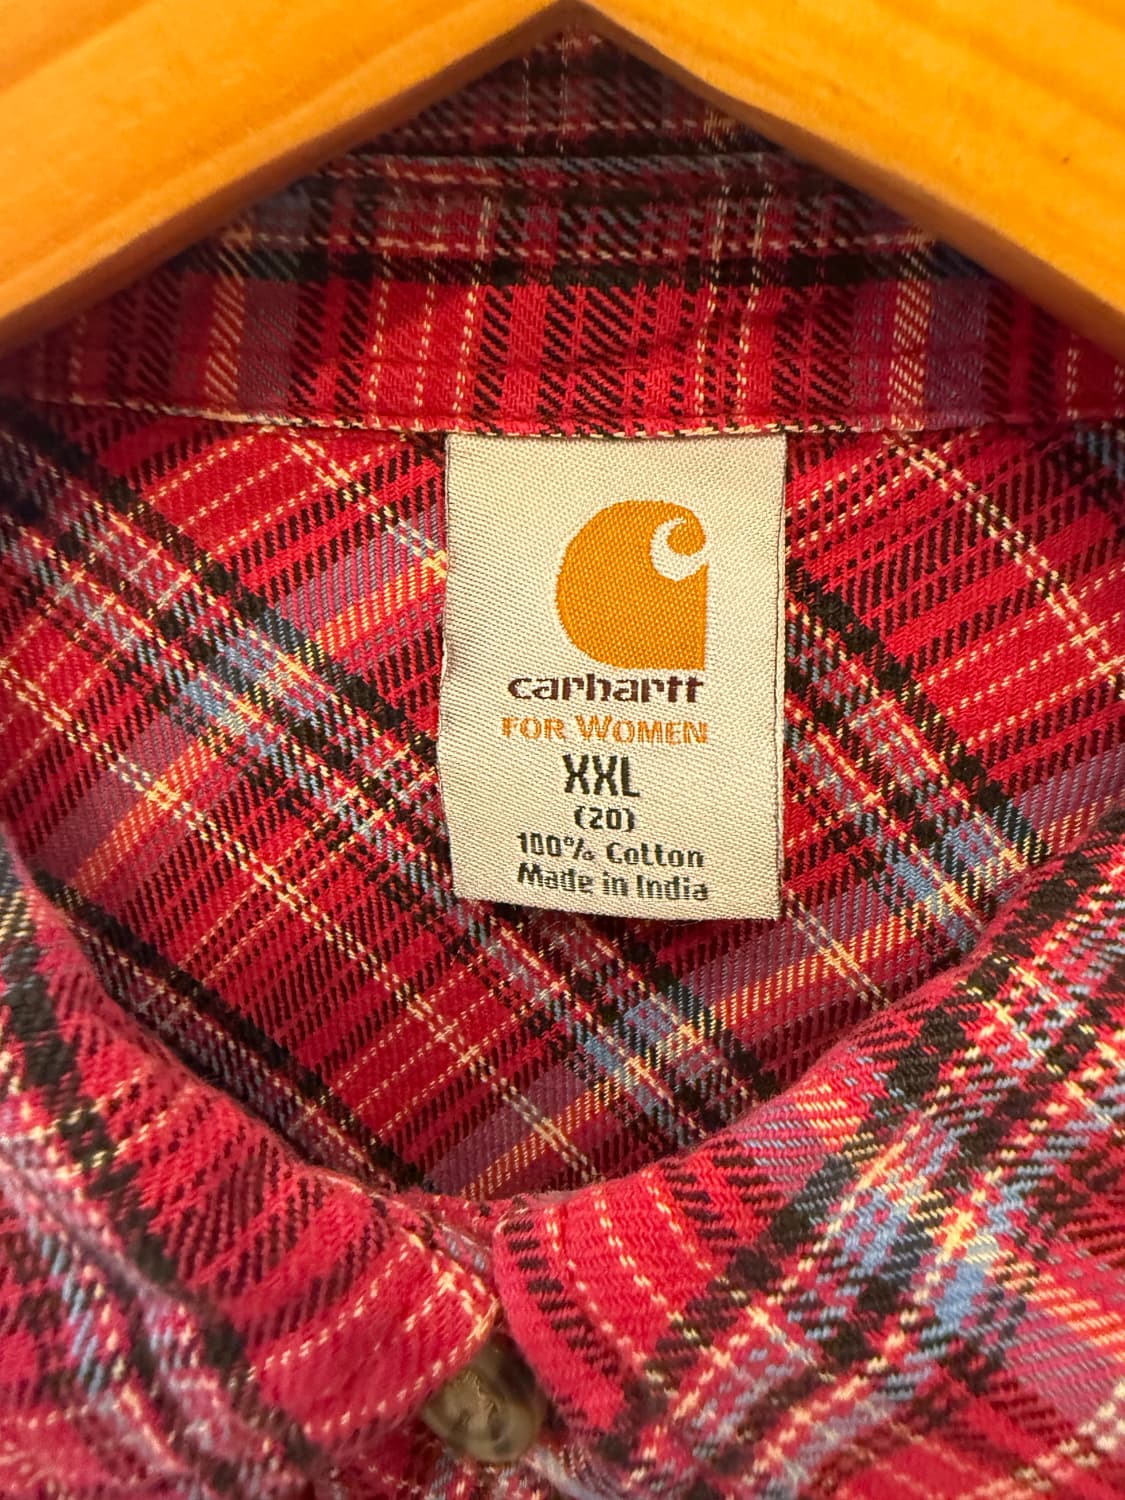 carhartt
FOR WOMEN
XXL
(20)
100% Cotton
Made in India